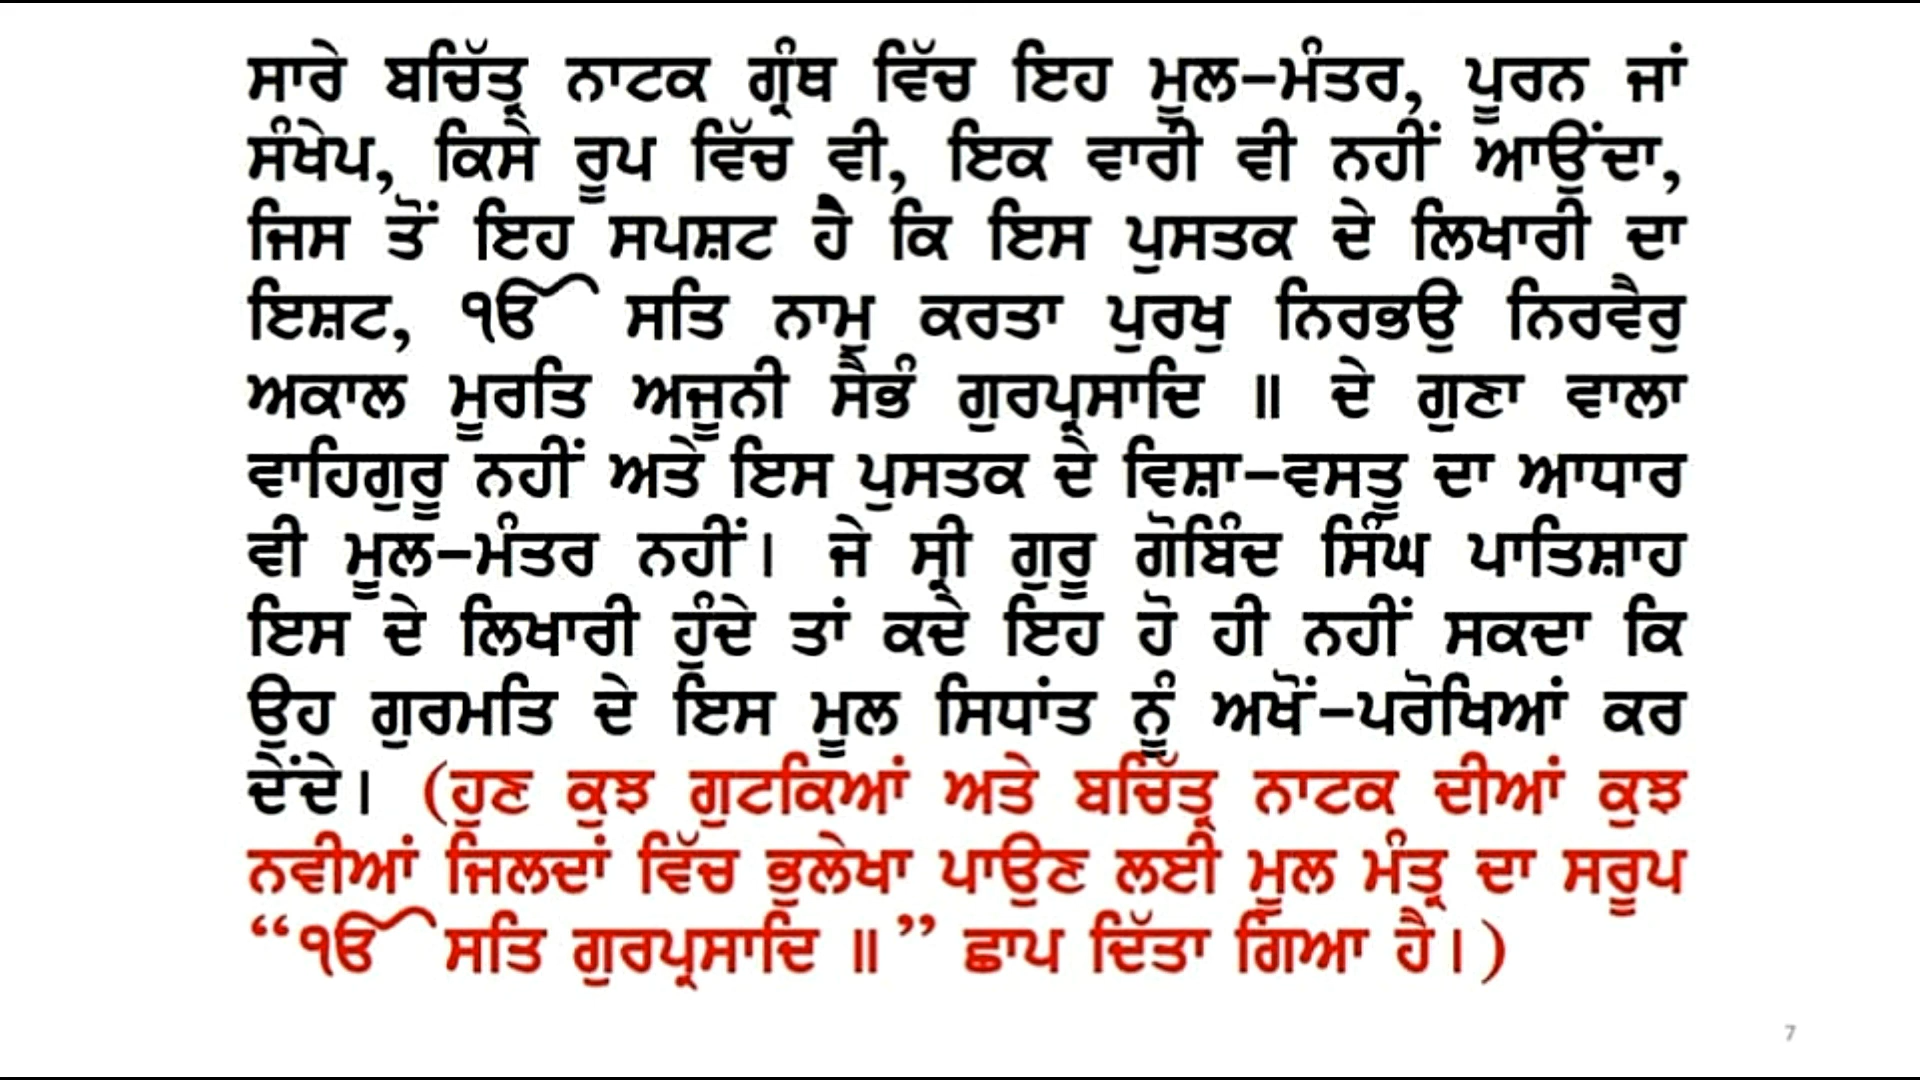 ਸਾਰੇ ਬਚਿੱਤ੍ਰ ਨਾਟਕ ਗ੍ਰੰਥ ਵਿੱਚ ਇਹ ਮੂਲ-ਮੰਤਰ, ਪੂਰਨ ਜਾਂ
ਸੰਖੇਪ, ਕਿਸੇ ਰੂਪ ਵਿੱਚ ਵੀ, ਇਕ ਵਾਰੀ ਵੀ ਨਹੀਂ ਆਉਂਦਾ,
ਜਿਸ ਤੋਂ ਇਹ ਸਪਸ਼ਟ ਹੈ ਕਿ ਇਸ ਪੁਸਤਕ ਦੇ ਲਿਖਾਰੀ ਦਾ
ਇਸ਼ਟ, ੴ ਸਤਿ ਨਾਮੁ ਕਰਤਾ ਪੁਰਖੁ ਨਿਰਭਉ ਨਿਰਵੈਰੁ
ਅਕਾਲ ਮੂਰਤਿ ਅਜੂਨੀ ਸੈਭੰ ਗੁਰਪ੍ਰਸਾਦਿ ॥ ਦੇ ਗੁਣਾ ਵਾਲਾ
ਵਾਹਿਗੁਰੂ ਨਹੀਂ ਅਤੇ ਇਸ ਪੁਸਤਕ ਦੇ ਵਿਸ਼ਾ-ਵਸਤੂ ਦਾ ਆਧਾਰ
ਵੀ ਮੂਲ-ਮੰਤਰ ਨਹੀਂ। ਜੇ ਸ੍ਰੀ ਗੁਰੂ ਗੋਬਿੰਦ ਸਿੰਘ ਪਾਤਿਸ਼ਾਹ
ਇਸ ਦੇ ਲਿਖਾਰੀ ਹੁੰਦੇ ਤਾਂ ਕਦੇ ਇਹ ਹੋ ਹੀ ਨਹੀਂ ਸਕਦਾ ਕਿ
ਉਹ ਗੁਰਮਤਿ ਦੇ ਇਸ ਮੂਲ ਸਿਧਾਂਤ ਨੂੰ ਅਖੋਂ-ਪਰੋਖਿਆਂ ਕਰ
ਦੇਂਦੇ। (ਹੁਣ ਕੁਝ ਗੁਟਕਿਆਂ ਅਤੇ ਬਚਿੱਤ੍ਰ ਨਾਟਕ ਦੀਆਂ ਕੁਝ
ਨਵੀਆਂ ਜਿਲਦਾਂ ਵਿੱਚ ਭੁਲੇਖਾ ਪਾਉਣ ਲਈ ਮੂਲ ਮੰਤ੍ਰ ਦਾ ਸਰੂਪ
“ੴ ਸਤਿ ਗੁਰਪ੍ਰਸਾਦਿ ॥” ਛਾਪ ਦਿੱਤਾ ਗਿਆ ਹੈ।)
7